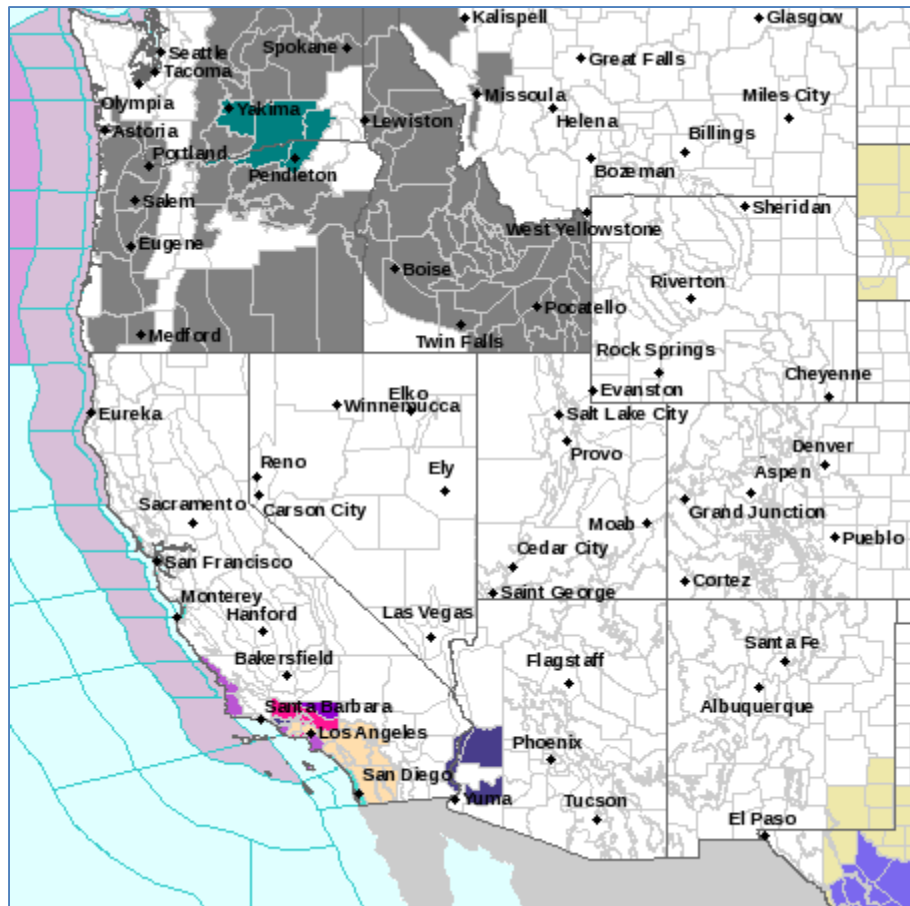 Kalispell
Glasgow
Seattle
Spokane
Great Falls
Tacoma
Olympia
Yakima
Missoula
Helena
Miles City
Astoria
Lewiston
Billings
Portland
Pendleton
Bozeman
Salem
Sheridan
West Yellowstone
Eugene
Boise
Riverton
Pocatello
Medford
Twin Falls
Rock Springs
Cheyenne
Evanston
Elko
Winnemucca
Eureka
Salt Lake City
Provo
Denver
Reno
Ely
Aspen
Sacramento
Carson City
Grand Junction
Moab
Pueblo
San Francisco
Cedar City
Cortez
Saint George
Monterey
Hanford
Las Vegas
Santa Fe
Bakersfield
Flagstaff
Albuquerque
Santa Barbara
Los Angeles
Phoenix
San Diego
Yuma
Tucson
El Paso